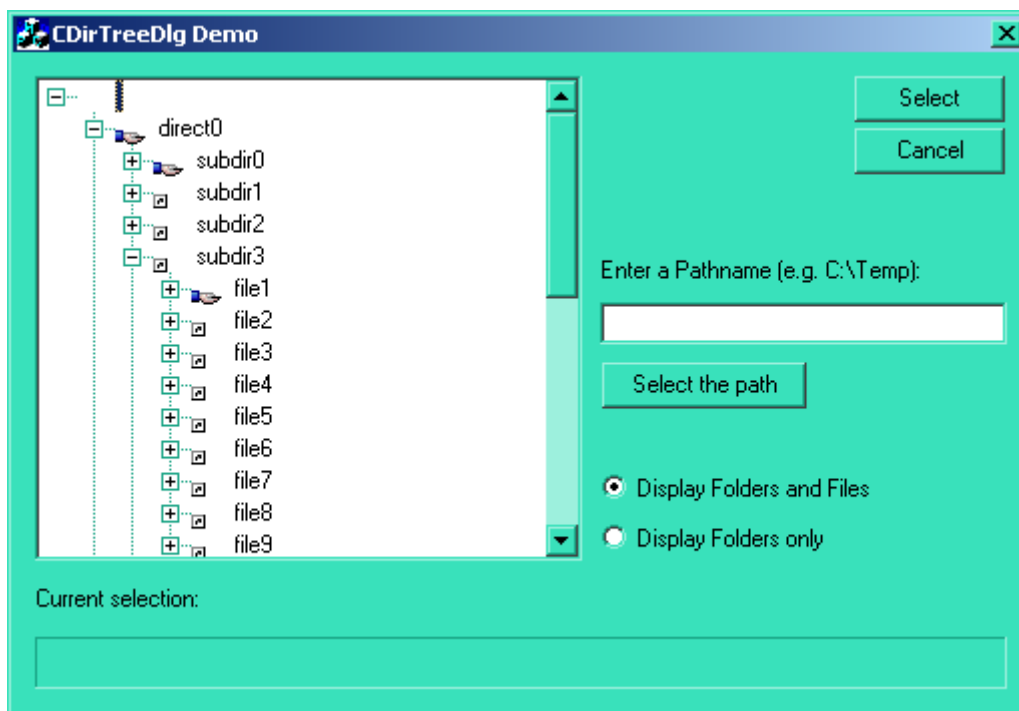 CDirTreeDlg Demo
direct0
subdir0
subdir1
subdir2
subdir3
file1
file2
file3
file4
file5
file6
file7
file8
file9
Select
Cancel
Enter a Pathname (e.g. C:\Temp):
Select the path
Display Folders and Files
Display Folders only
Current selection: